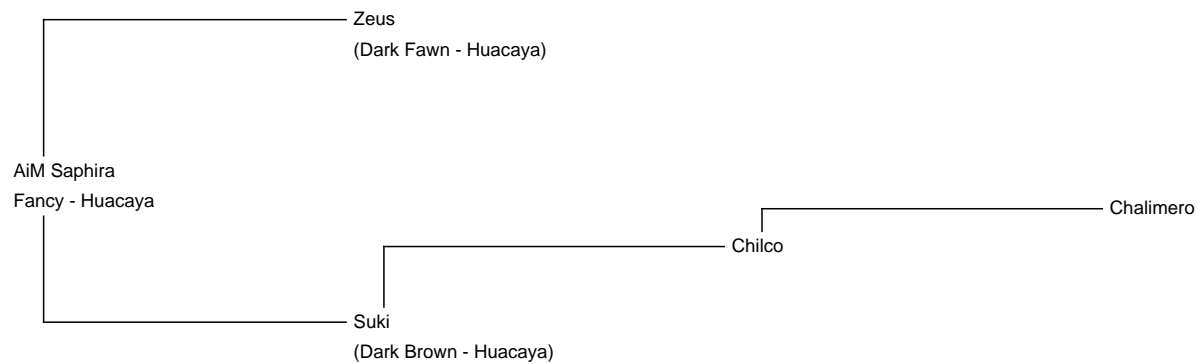 Zeus
(Dark Fawn - Huacaya)
AiM Saphira
Fancy - Huacaya
Chalimero
Chilco
Suki
(Dark Brown - Huacaya)